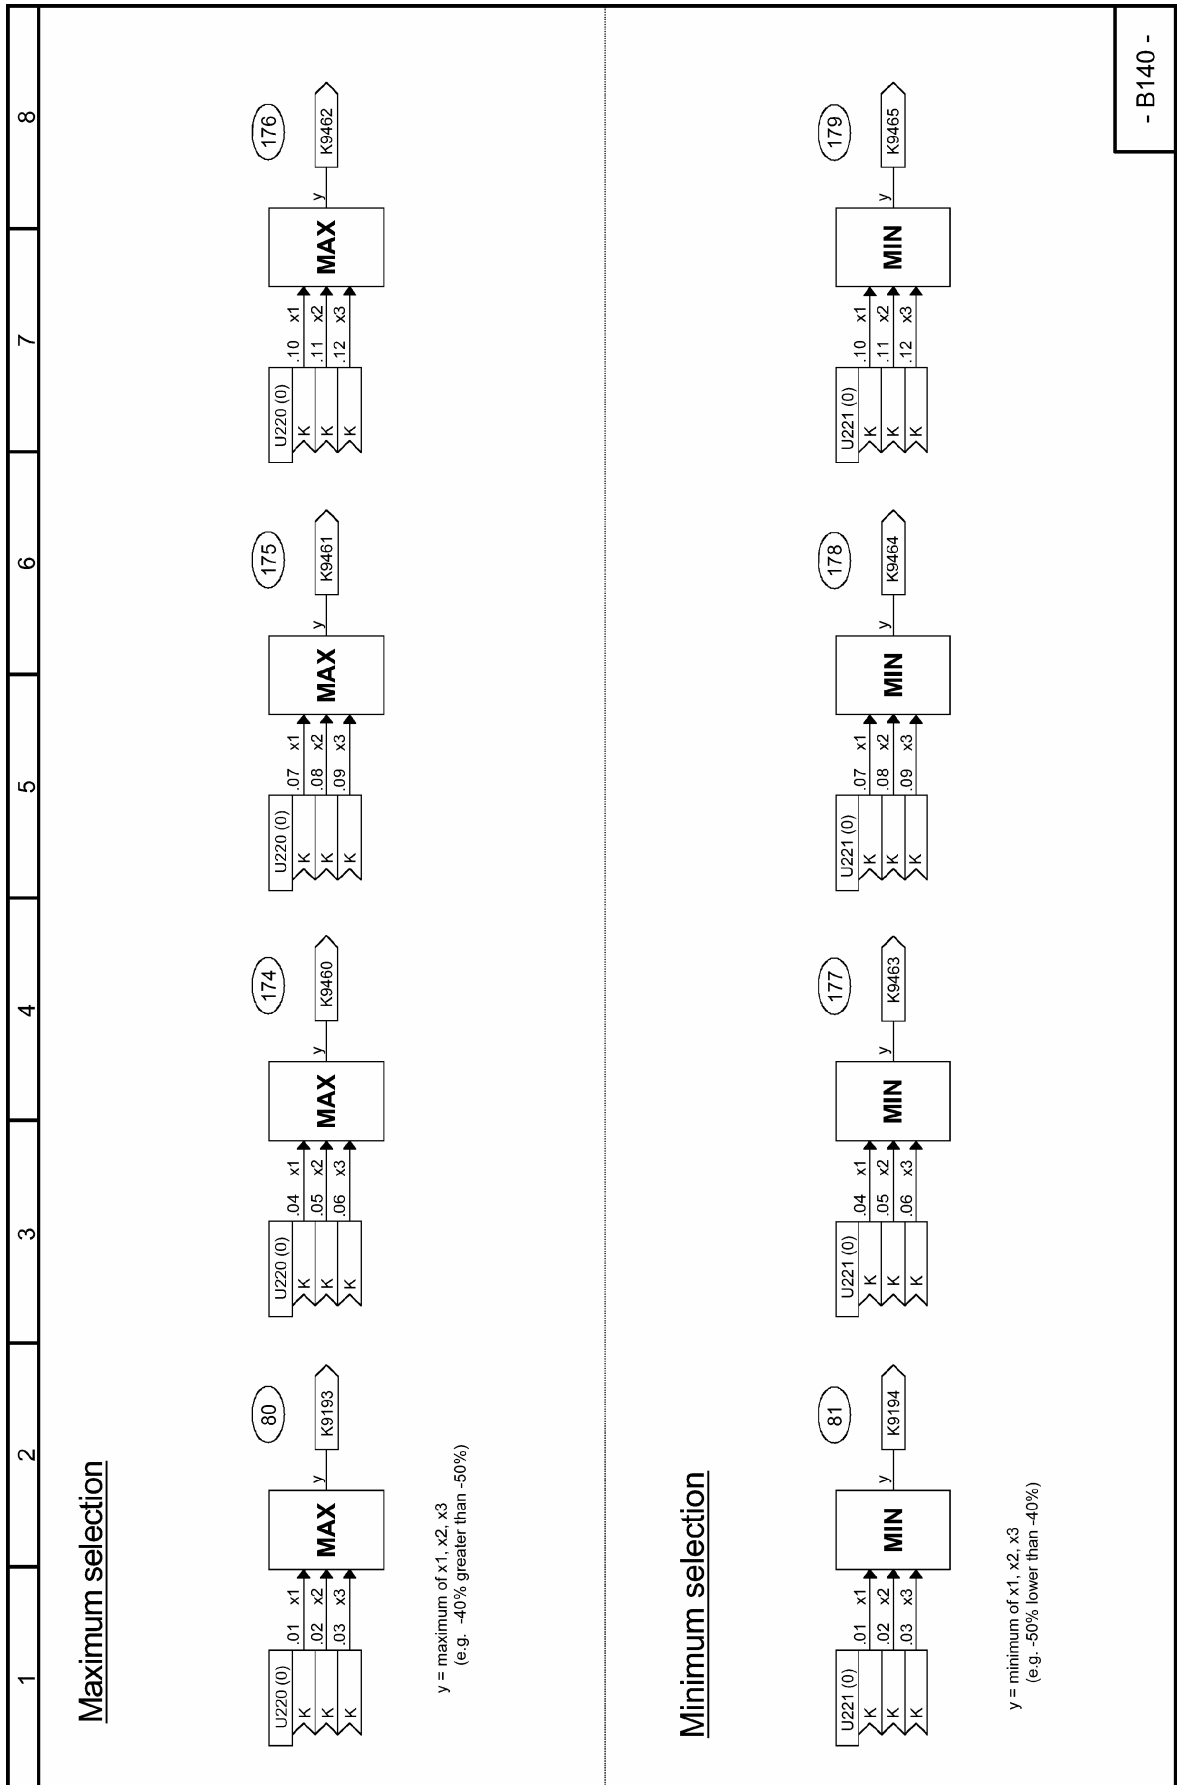 Maximum selection
80
174
175
176
U220 (0)
K
K
K
.01 x1
.02 x2
.03 x3
MAX
y
K9193
U220 (0)
K
K
K
.04 x1
.05 x2
.06 x3
MAX
y
K9460
U220 (0)
K
K
K
.07 x1
.08 x2
.09 x3
MAX
y
K9461
U220 (0)
K
K
K
.10 x1
.11 x2
.12 x3
MAX
y
K9462
y = maximum of x1, x2, x3
(e.g. -40% greater than -50%)
Minimum selection
81
177
178
179
U221 (0)
K
K
K
.01 x1
.02 x2
.03 x3
MIN
y
K9194
U221 (0)
K
K
K
.04 x1
.05 x2
.06 x3
MIN
y
K9463
U221 (0)
K
K
K
.07 x1
.08 x2
.09 x3
MIN
y
K9464
U221 (0)
K
K
K
.10 x1
.11 x2
.12 x3
MIN
y
K9465
y = minimum of x1, x2, x3
(e.g. -50% lower than -40%)
1 2 3 4 5 6 7 8
- B140 -